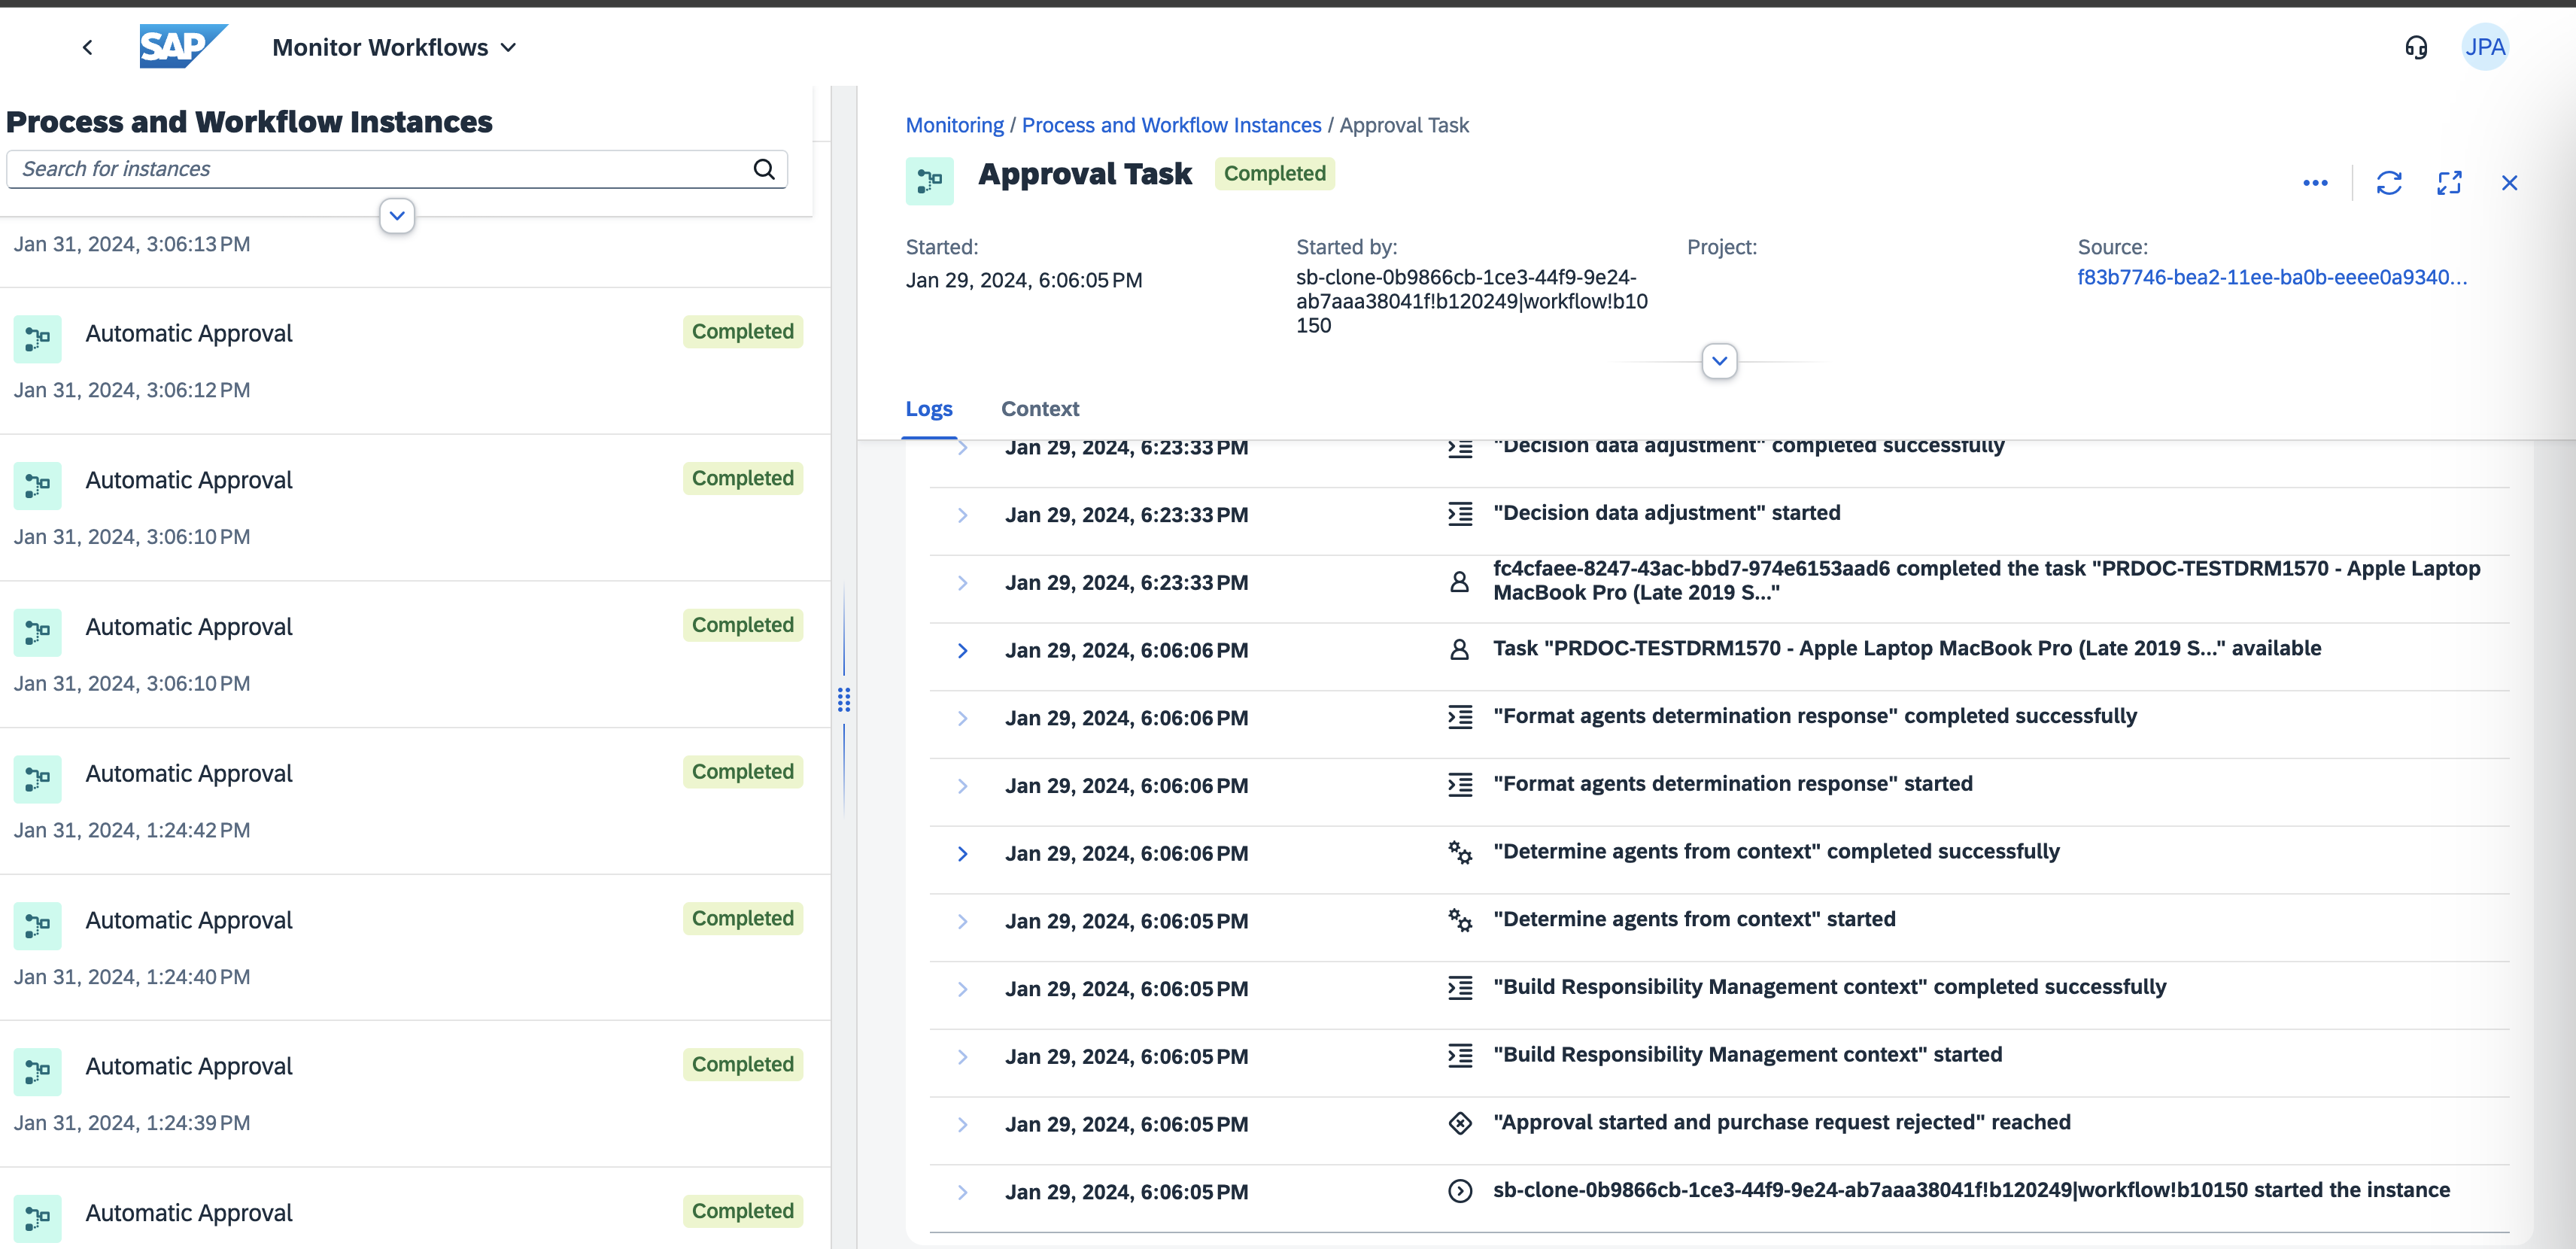 SAP
Monitor Workflows
JPA
Process and Workflow Instances
Search for instances
Jan 31, 2024, 3:06:13 PM
Automatic Approval
Completed
Jan 31, 2024, 3:06:12 PM
Automatic Approval
Completed
Jan 31, 2024, 3:06:10 PM
Automatic Approval
Completed
Jan 31, 2024, 3:06:10 PM
Automatic Approval
Completed
Jan 31, 2024, 1:24:42 PM
Automatic Approval
Completed
Jan 31, 2024, 1:24:40 PM
Automatic Approval
Completed
Jan 31, 2024, 1:24:39 PM
Automatic Approval
Completed
Monitoring / Process and Workflow Instances / Approval Task
Approval Task
Completed
Started:
Jan 29, 2024, 6:06:05 PM
Started by:
sb-clone-0b9866cb-1ce3-44f9-9e24-
ab7aaa38041f!b120249|workflow!b10
150
Project:
Source:
f83b7746-bea2-11ee-ba0b-eeee0a9340...
Logs
Context
Jan 29, 2024, 6:23:33 PM
"Decision data adjustment" completed successfully
Jan 29, 2024, 6:23:33 PM
"Decision data adjustment" started
Jan 29, 2024, 6:23:33 PM
fc4cfaee-8247-43ac-bbd7-974e6153aad6 completed the task "PRDOC-TESTDRM1570 - Apple Laptop
MacBook Pro (Late 2019 S..."
Jan 29, 2024, 6:06:06 PM
Task "PRDOC-TESTDRM1570 - Apple Laptop MacBook Pro (Late 2019 S..." available
Jan 29, 2024, 6:06:06 PM
"Format agents determination response" completed successfully
Jan 29, 2024, 6:06:06 PM
"Format agents determination response" started
Jan 29, 2024, 6:06:06 PM
"Determine agents from context" completed successfully
Jan 29, 2024, 6:06:05 PM
"Determine agents from context" started
Jan 29, 2024, 6:06:05 PM
"Build Responsibility Management context" completed successfully
Jan 29, 2024, 6:06:05 PM
"Build Responsibility Management context" started
Jan 29, 2024, 6:06:05 PM
"Approval started and purchase request rejected" reached
Jan 29, 2024, 6:06:05 PM
sb-clone-0b9866cb-1ce3-44f9-9e24-ab7aaa38041f!b120249|workflow!b10150 started the instance